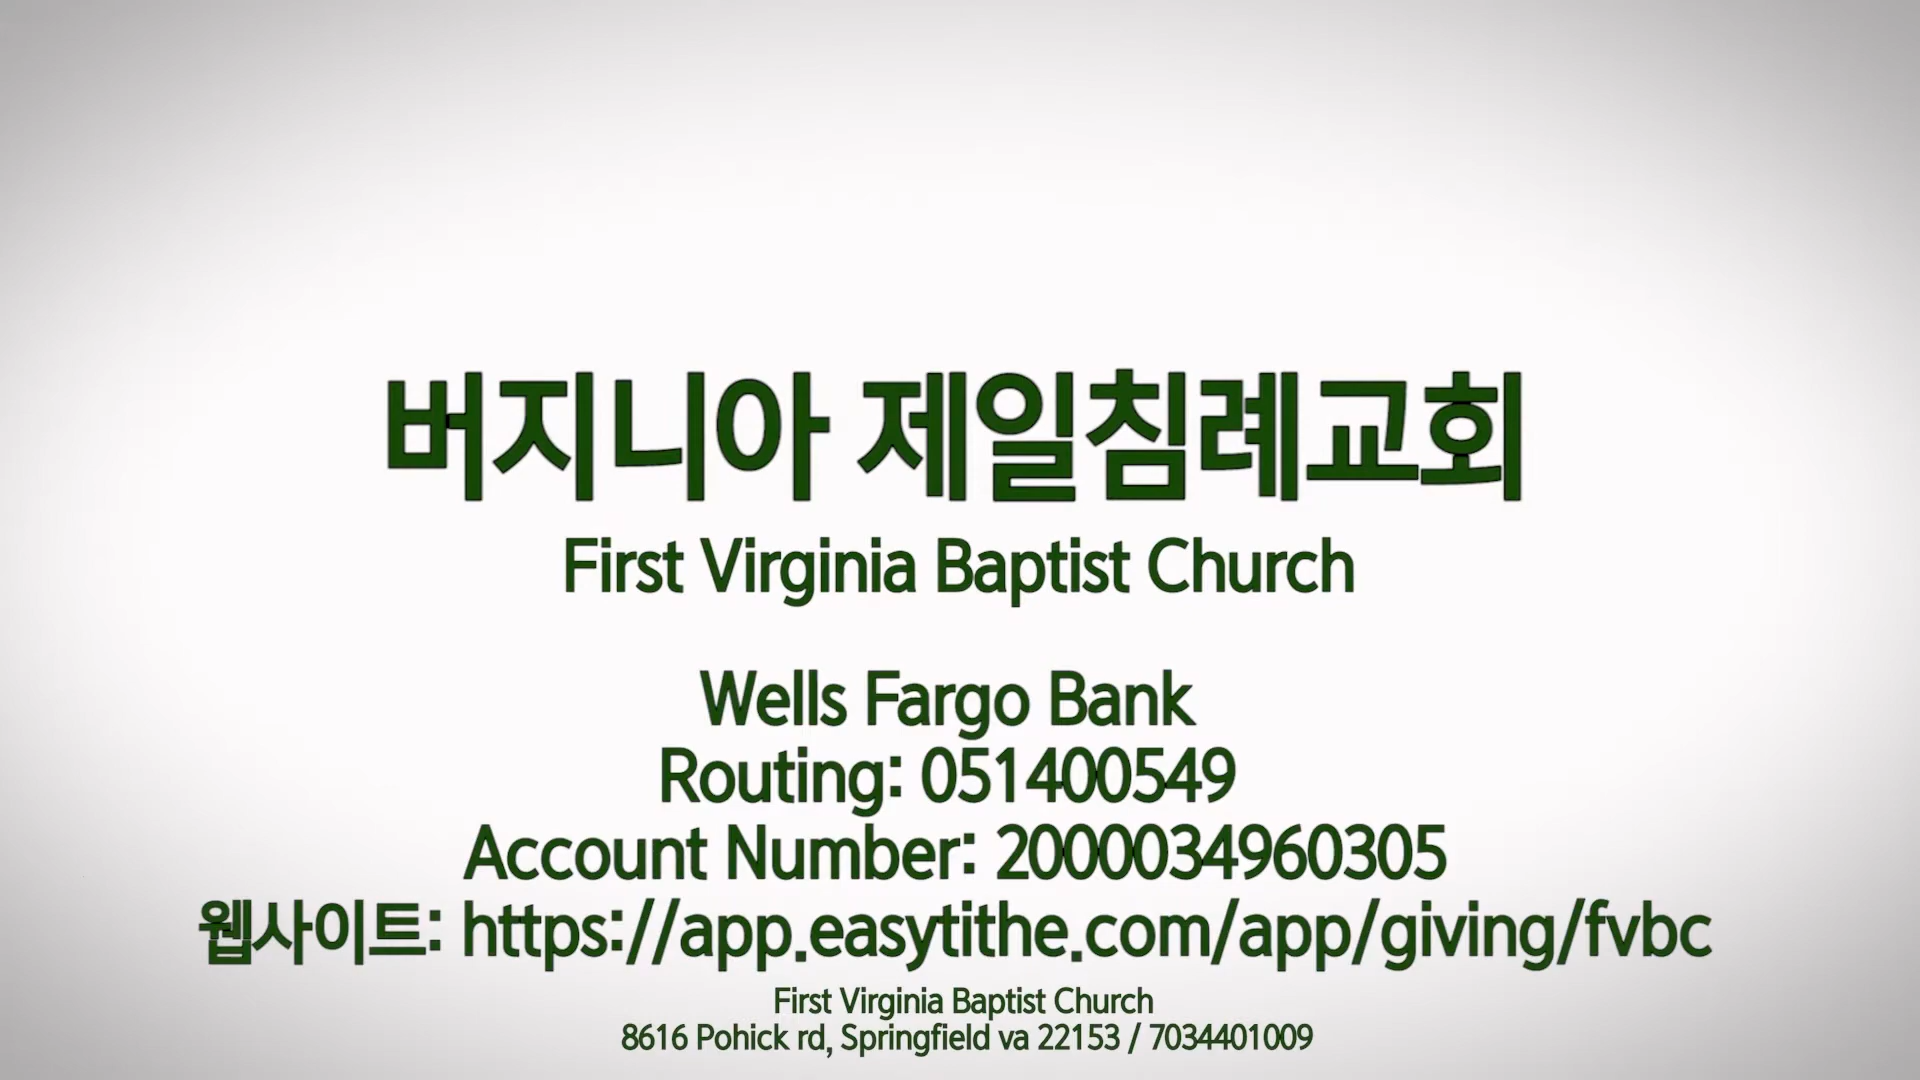 버지니아 제일침례교회
First Virginia Baptist Church
Wells Fargo Bank
Routing: 051400549
Account Number: 2000034960305
웹사이트: https://app.easytithe.com/app/giving/fvbc
First Virginia Baptist Church
8616 Pohick rd, Springfield va 22153 / 7034401009